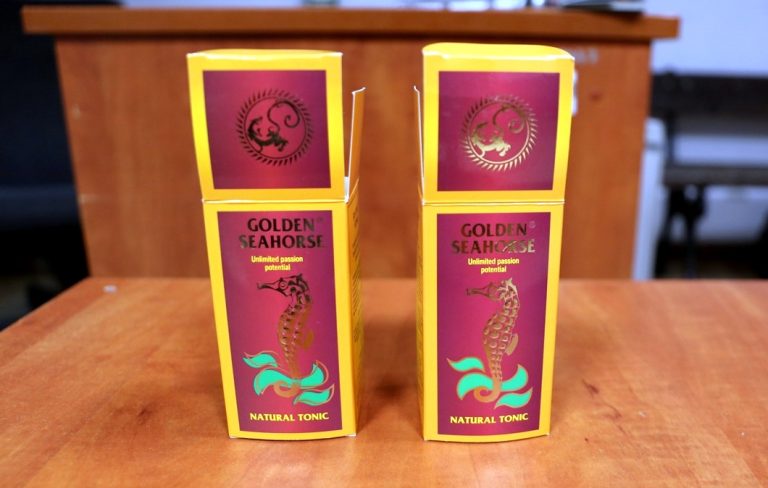 GOLDEN®
SEAHORSE
Unlimited passion
potential
NATURAL TONIC
GOLDEN®
SEAHORSE
Unlimited passion
potential
NATURAL TONIC